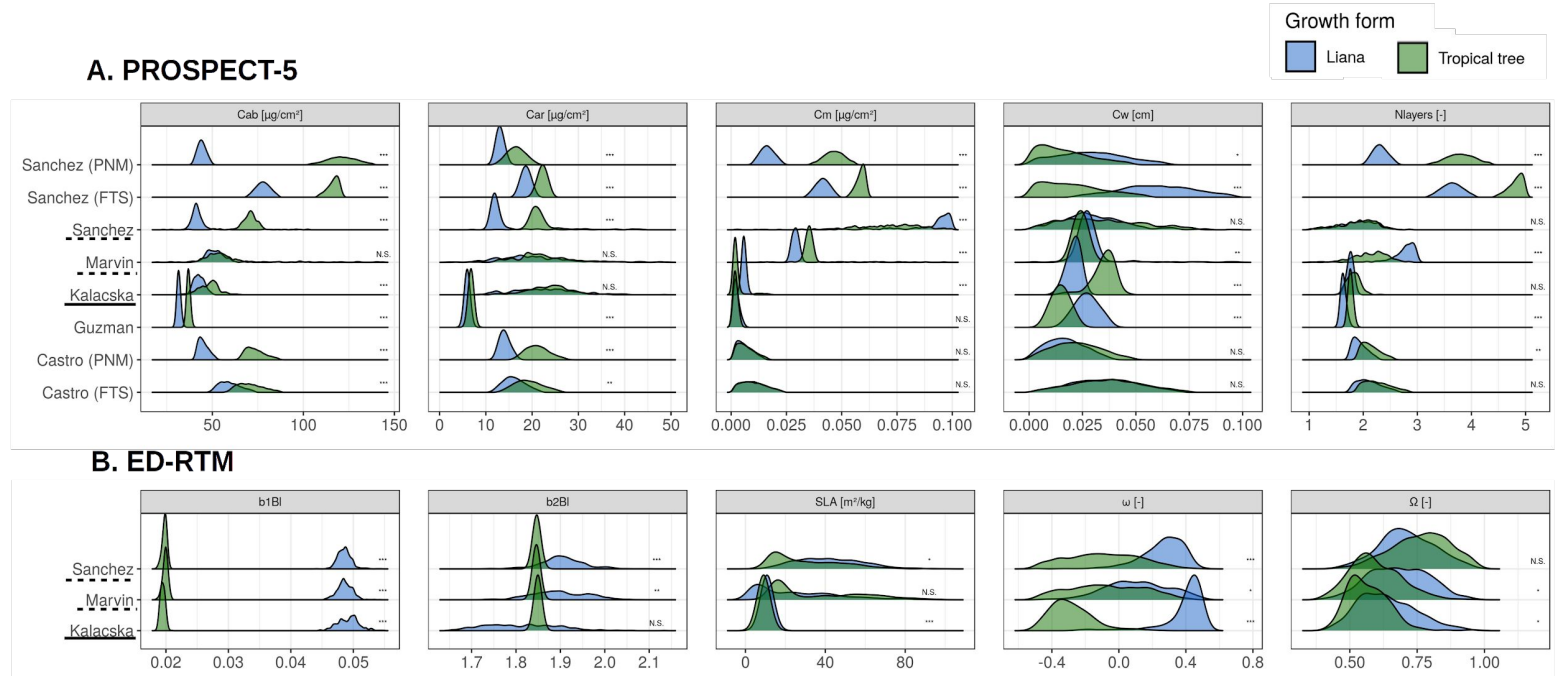 Growth form
Liana
Tropical tree
A. PROSPECT-5
Cab [µg/cm²]
Car [µg/cm²]
Cm [µg/cm²]
Cw [cm]
Nlayers [-]
Sanchez (PNM)
*** *** *** * ***
Sanchez (FTS)
*** *** *** *** ***
Sanchez
*** *** *** N.S. N.S.
Marvin
N.S. N.S. *** ** ***
Kalacska
*** N.S. *** *** N.S.
Guzman
*** *** N.S. *** ***
Castro (PNM)
*** *** N.S. N.S. **
Castro (FTS)
*** ** N.S. N.S. N.S.
50 100 150
0 10 20 30 40 50
0.000 0.025 0.050 0.075 0.100
0.000 0.025 0.050 0.075 0.100
1 2 3 4 5
B. ED-RTM
b1Bl
b2Bl
SLA [m²/kg]
ω [-]
Ω [-]
Sanchez
*** *** * *** N.S.
Marvin
*** ** N.S. * *
Kalacska
*** N.S. *** *** *
0.02 0.03 0.04 0.05
1.7 1.8 1.9 2.0 2.1
0 40 80
-0.4 0.0 0.4 0.8
0.50 0.75 1.00